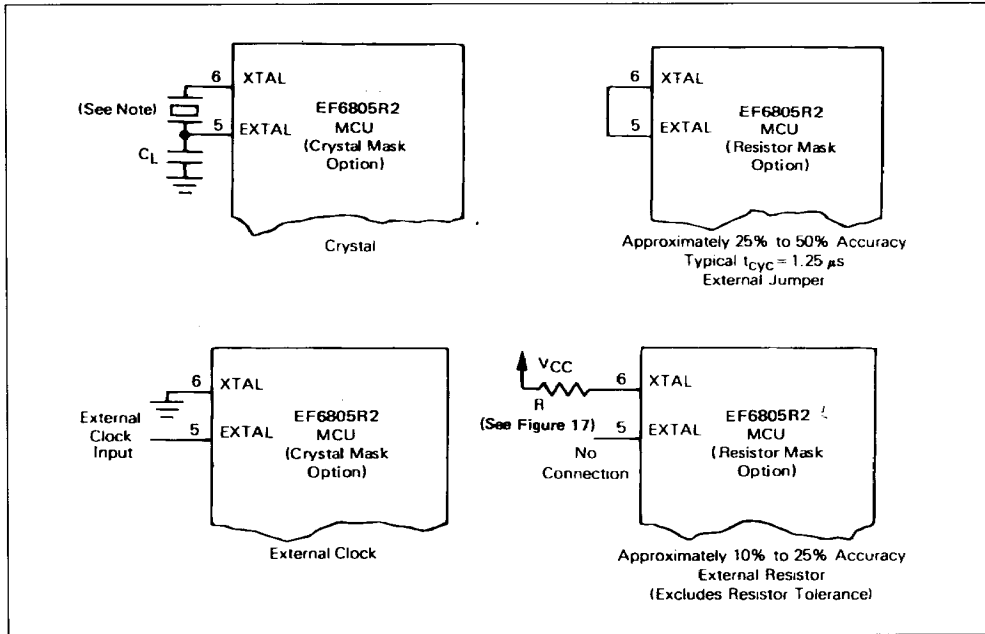 6 XTAL
(See Note)
5 EXTAL
CL
EF6805R2
MCU
(Crystal Mask
Option)
Crystal
6 XTAL
5 EXTAL
EF6805R2
MCU
(Resistor Mask
Option)
Approximately 25% to 50% Accuracy
Typical tcyc = 1.25 µs
External Jumper
6 XTAL
External
Clock
Input
5 EXTAL
EF6805R2
MCU
(Crystal Mask
Option)
External Clock
VCC
6 XTAL
R
(See Figure 17)
5 EXTAL
No
Connection
EF6805R2
MCU
(Resistor Mask
Option)
Approximately 10% to 25% Accuracy
External Resistor
(Excludes Resistor Tolerance)